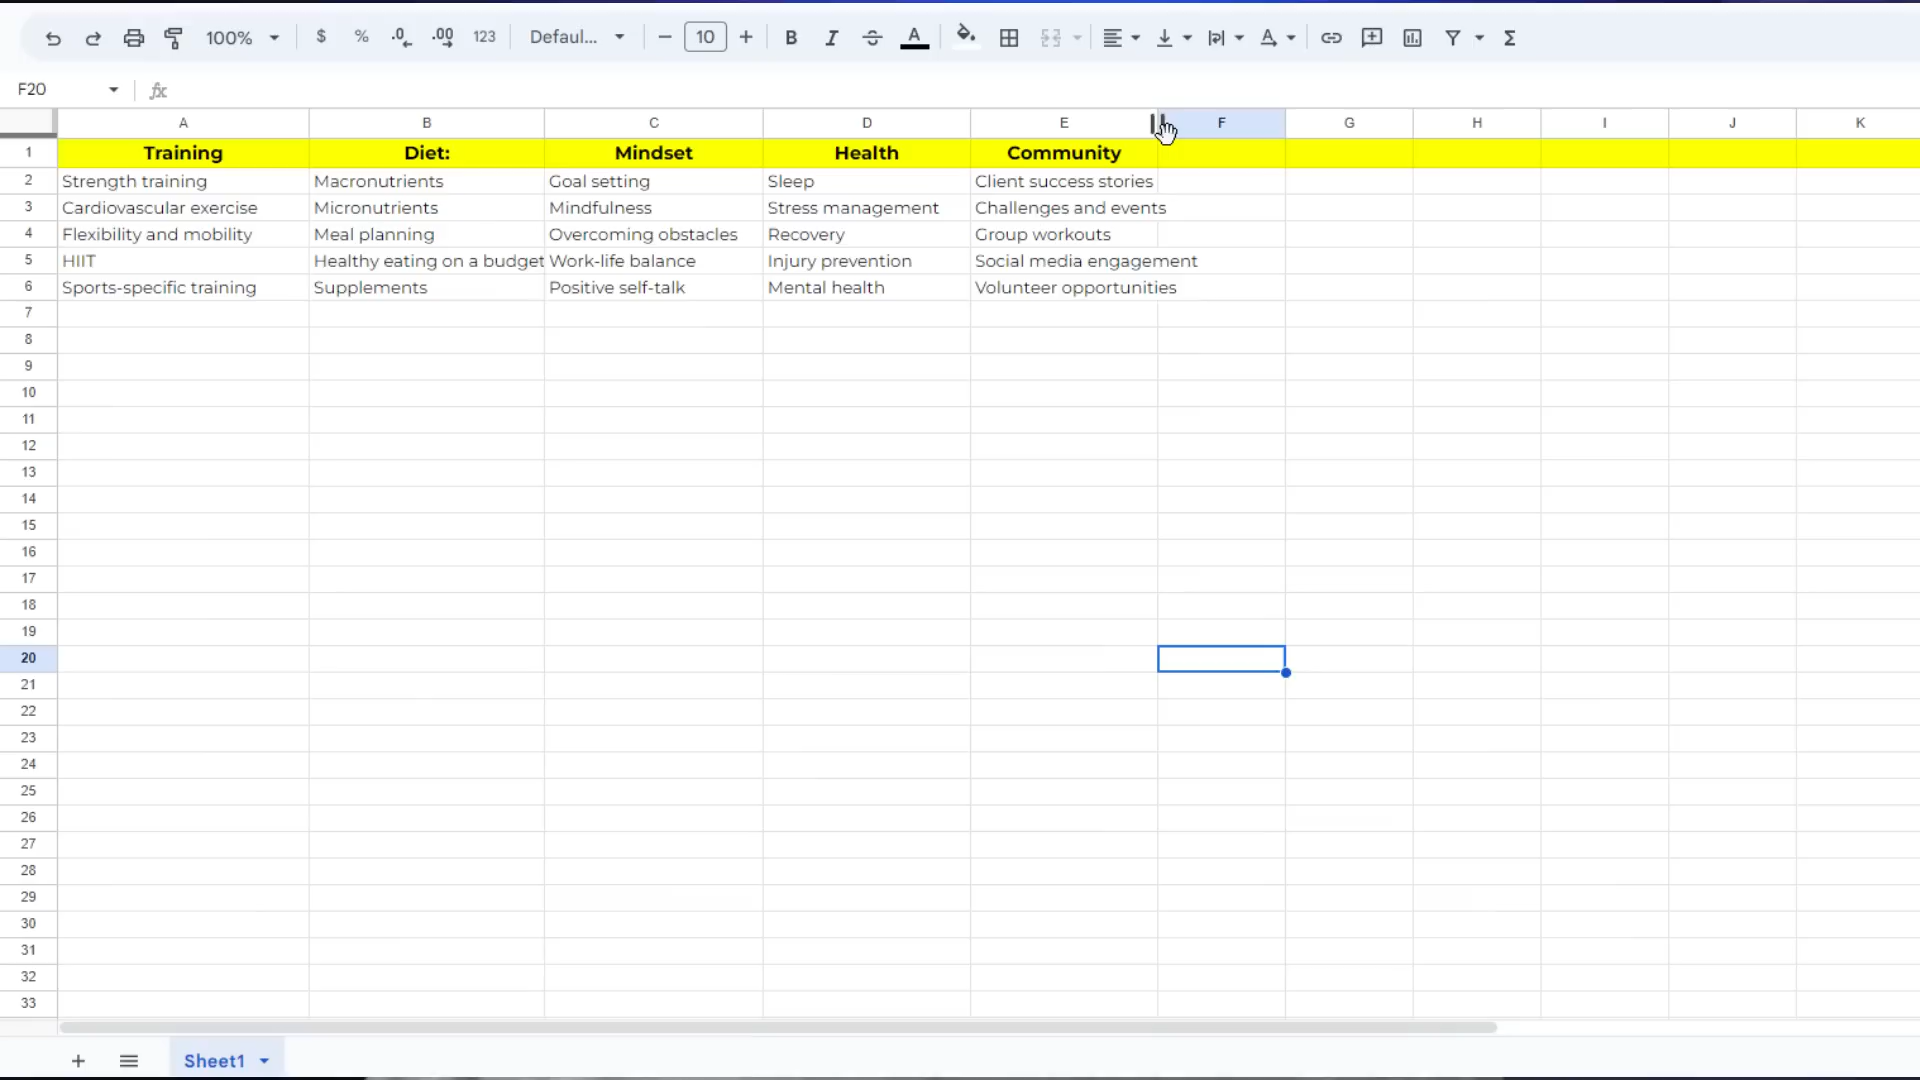 100% $ % .0 .00 123 Defaul... 10 B I A A
F20 fx
A B C D E F G H I J K
1 Training Diet: Mindset Health Community
2 Strength training Macronutrients Goal setting Sleep Client success stories
3 Cardiovascular exercise Micronutrients Mindfulness Stress management Challenges and events
4 Flexibility and mobility Meal planning Overcoming obstacles Recovery Group workouts
5 HIIT Healthy eating on a budget Work-life balance Injury prevention Social media engagement
6 Sports-specific training Supplements Positive self-talk Mental health Volunteer opportunities
7
8
9
10
11
12
13
14
15
16
17
18
19
20
21
22
23
24
25
26
27
28
29
30
31
32
33
Sheet1